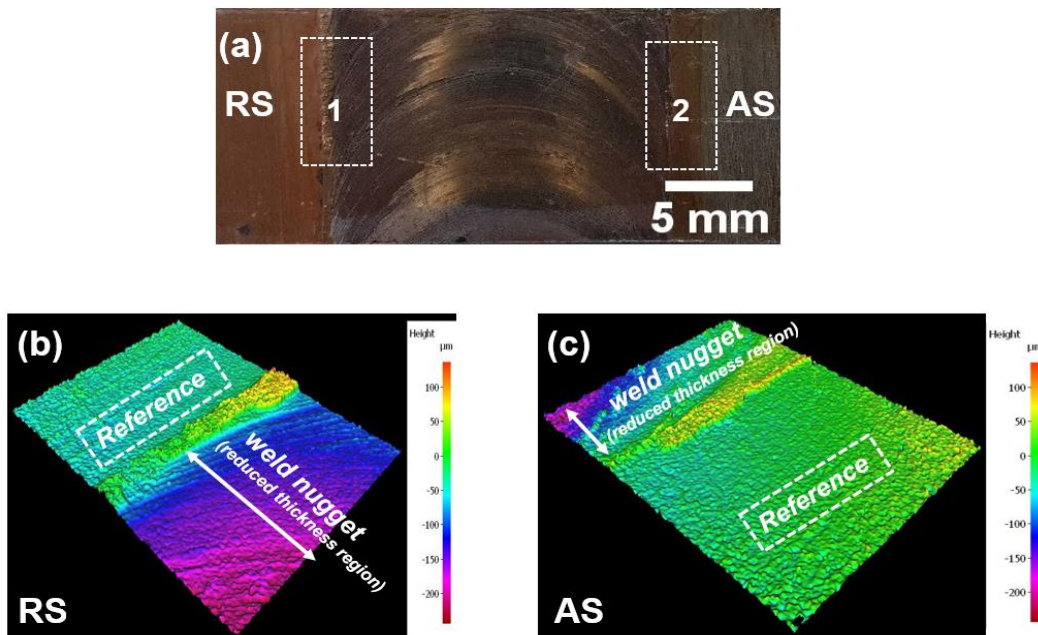 (a)
RS
1
2
AS
5 mm
(b)
Reference
weld nugget
(reduced thickness region)
RS
Height
µm
100
50
0
-50
-100
-150
-200
(c)
weld nugget
(reduced thickness region)
Reference
AS
Height
µm
100
50
0
-50
-100
-150
-200